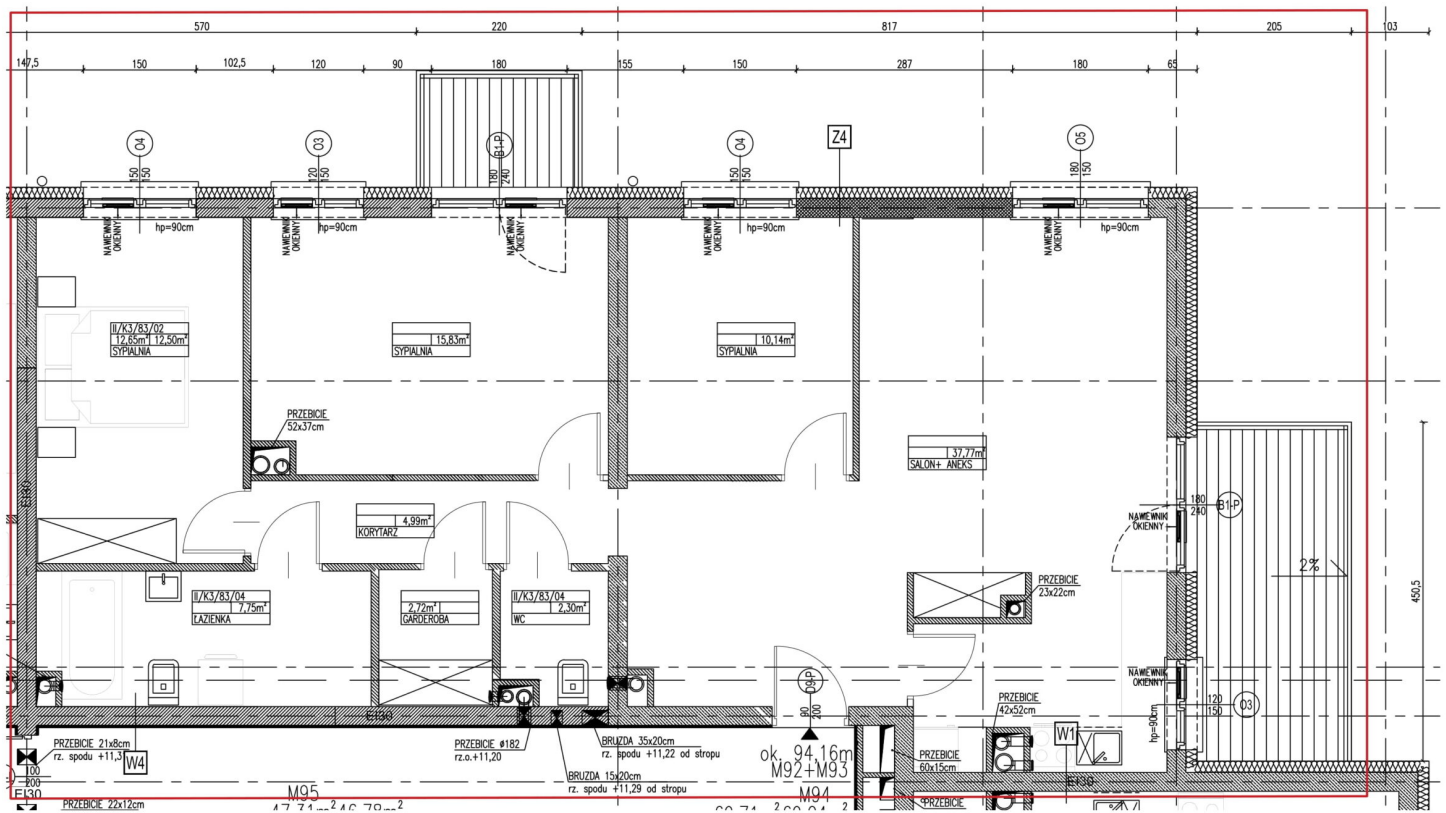 570
220
817
205
103
147,5
150
102,5
120
90
180
155
150
287
180
65
04
03
B1-P
04
Z4
05
150
150
120
150
180
240
150
150
180
150
NAWIEWNIK
OKIENNY
hp=90cm
NAWIEWNIK
OKIENNY
hp=90cm
NAWIEWNIK
OKIENNY
NAWIEWNIK
OKIENNY
hp=90cm
NAWIEWNIK
OKIENNY
hp=90cm
II/K3/83/02
12,65m² 12,50m²
SYPIALNIA
15,83m²
SYPIALNIA
10,14m²
SYPIALNIA
PRZEBICIE
52x37cm
37,77m²
SALON+ ANEKS
EI30
4,99m²
KORYTARZ
180
240
B1-P
NAWIEWNIK
OKIENNY
2%
450,5
II/K3/83/04
7,75m²
ŁAZIENKA
2,72m²
GARDEROBA
II/K3/83/04
2,30m²
WC
PRZEBICIE
23x22cm
D9-P
90
200
NAWIEWNIK
OKIENNY
120
150
03
hp=90cm
PRZEBICIE
42x52cm
EI30
PRZEBICIE 21x8cm
rz. spodu +11,3
W4
PRZEBICIE ø182
rz.o.+11,20
BRUZDA 35x20cm
rz. spodu +11,22 od stropu
BRUZDA 15x20cm
rz. spodu +11,29 od stropu
ok. 94,16m
M92+M93
PRZEBICIE
60x15cm
W1
EI30
100
200
EI30
PRZEBICIE 22x12cm
M95
M94
PRZEBICIE